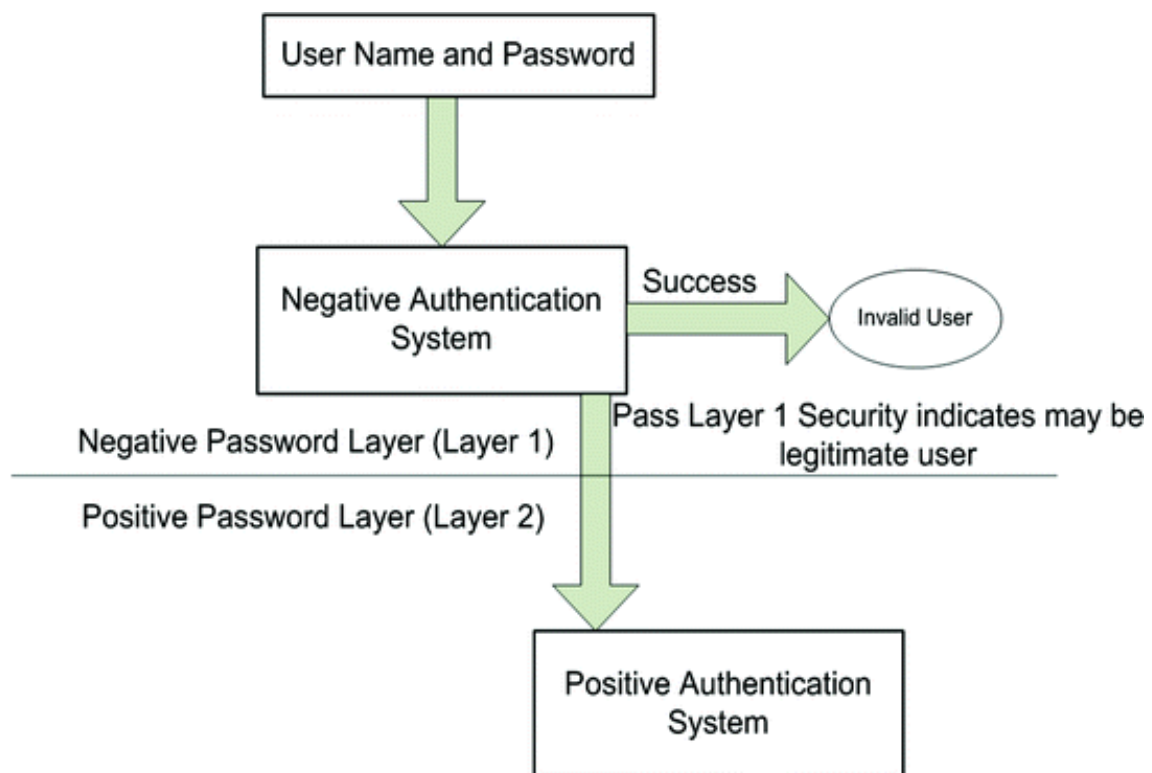 User Name and Password
Success
Negative Authentication
System
Invalid User
Pass Layer 1 Security indicates may be
legitimate user
Negative Password Layer (Layer 1)
Positive Password Layer (Layer 2)
Positive Authentication
System